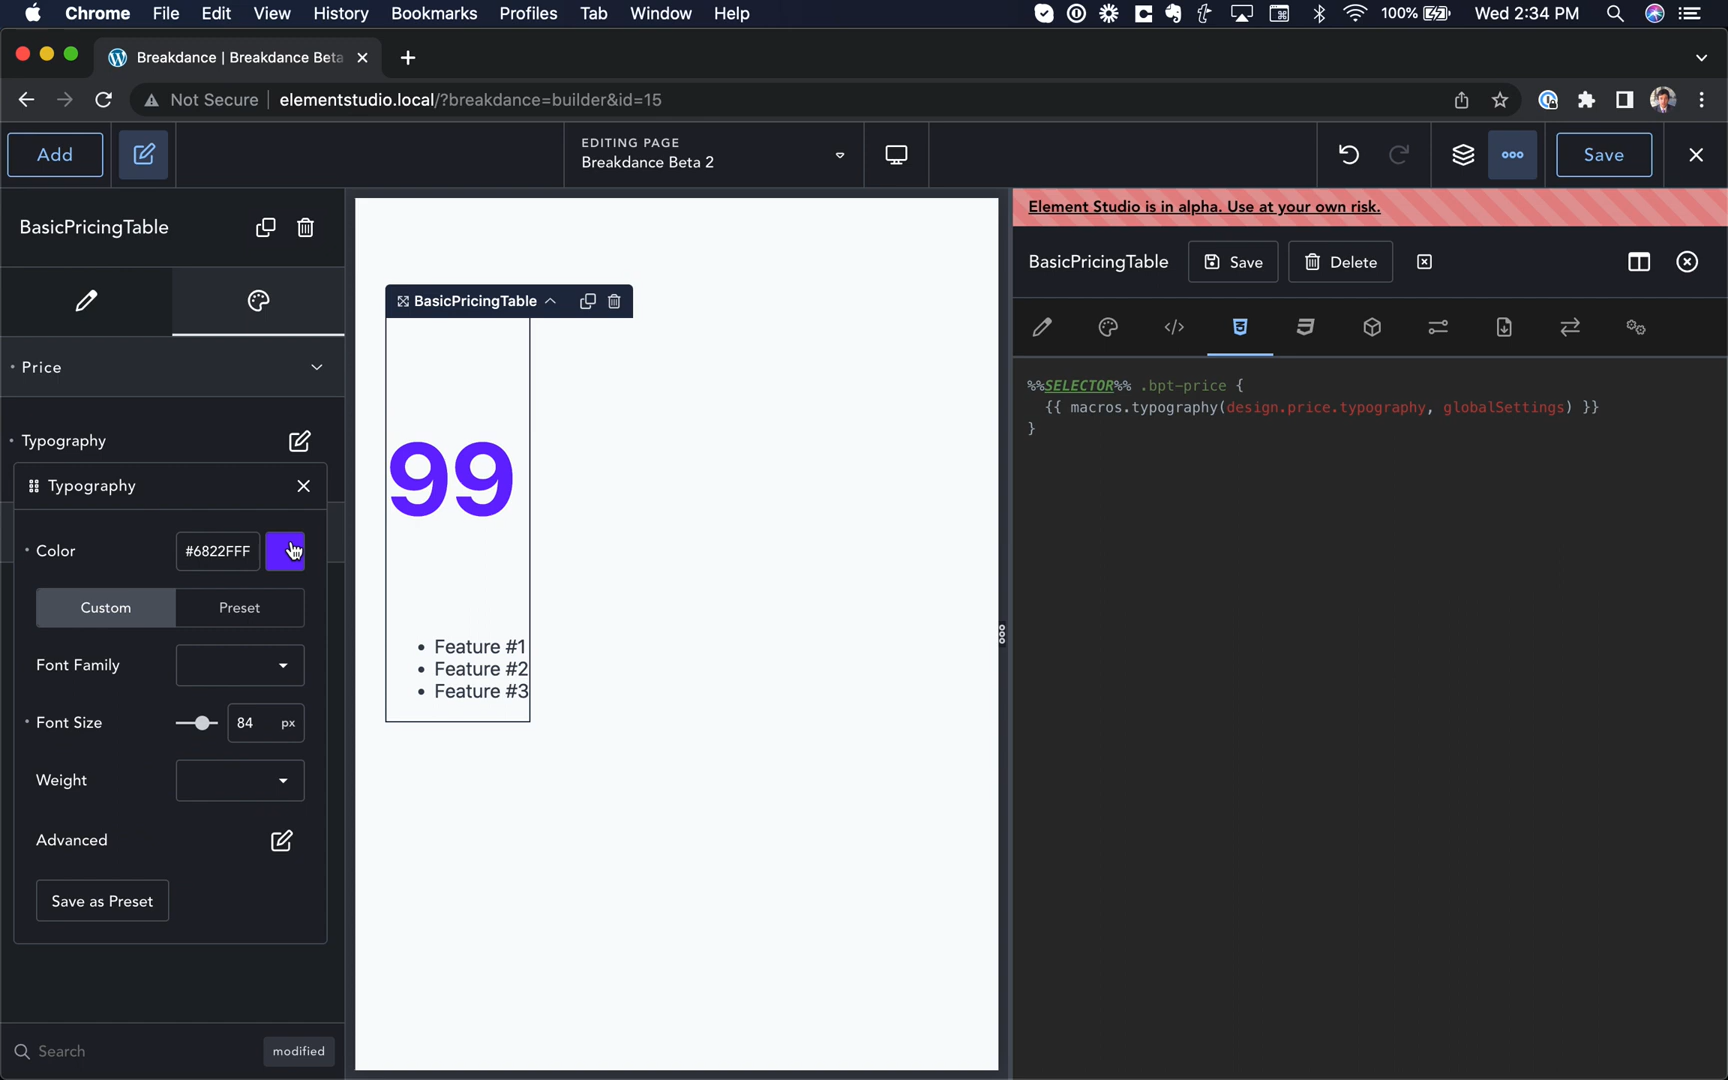 Chrome File Edit View History Bookmarks Profiles Tab Window Help 100% Wed 2:34 PM
Breakdance | Breakdance Beta
Not Secure elementstudio.local/?breakdance=builder&id=15
Add
EDITING PAGE
Breakdance Beta 2
Save
BasicPricingTable
Price
Typography
Typography
Color #6822FFF
Custom Preset
Font Family
Font Size 84 px
Weight
Advanced
Save as Preset
Search modified
BasicPricingTable
99
Feature #1
Feature #2
Feature #3
Element Studio is in alpha. Use at your own risk.
BasicPricingTable Save Delete
%%SELECTOR%% .bpt-price {
{{ macros.typography(design.price.typography, globalSettings) }}
}